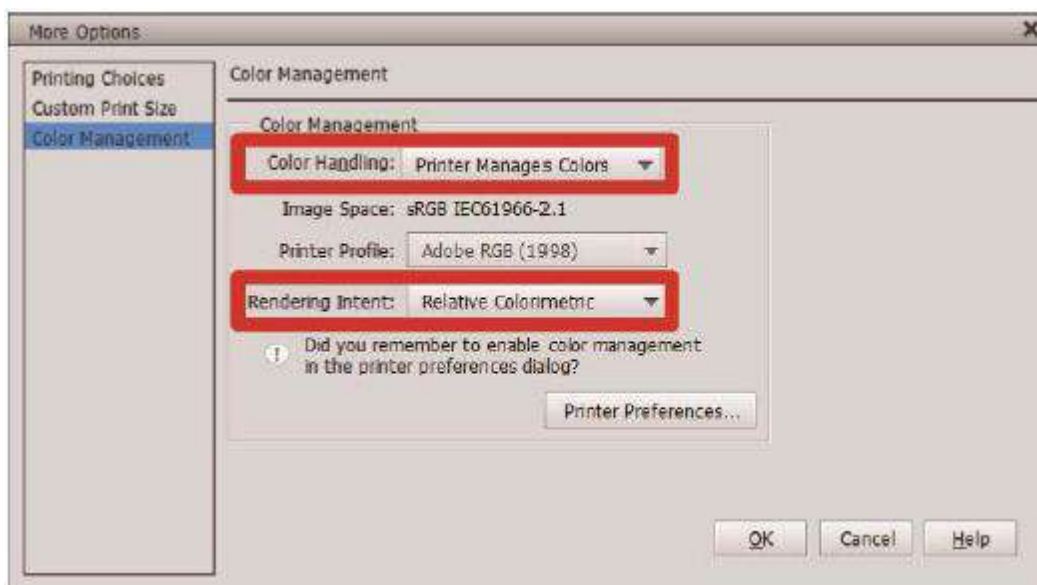 More Options
Printing Choices
Custom Print Size
Color Management
Color Management
Color Management
Color Handling: Printer Manages Colors
Image Space: sRGB IEC61966-2.1
Printer Profile: Adobe RGB (1998)
Rendering Intent: Relative Colorimetric
Did you remember to enable color management
in the printer preferences dialog?
Printer Preferences...
OK Cancel Help